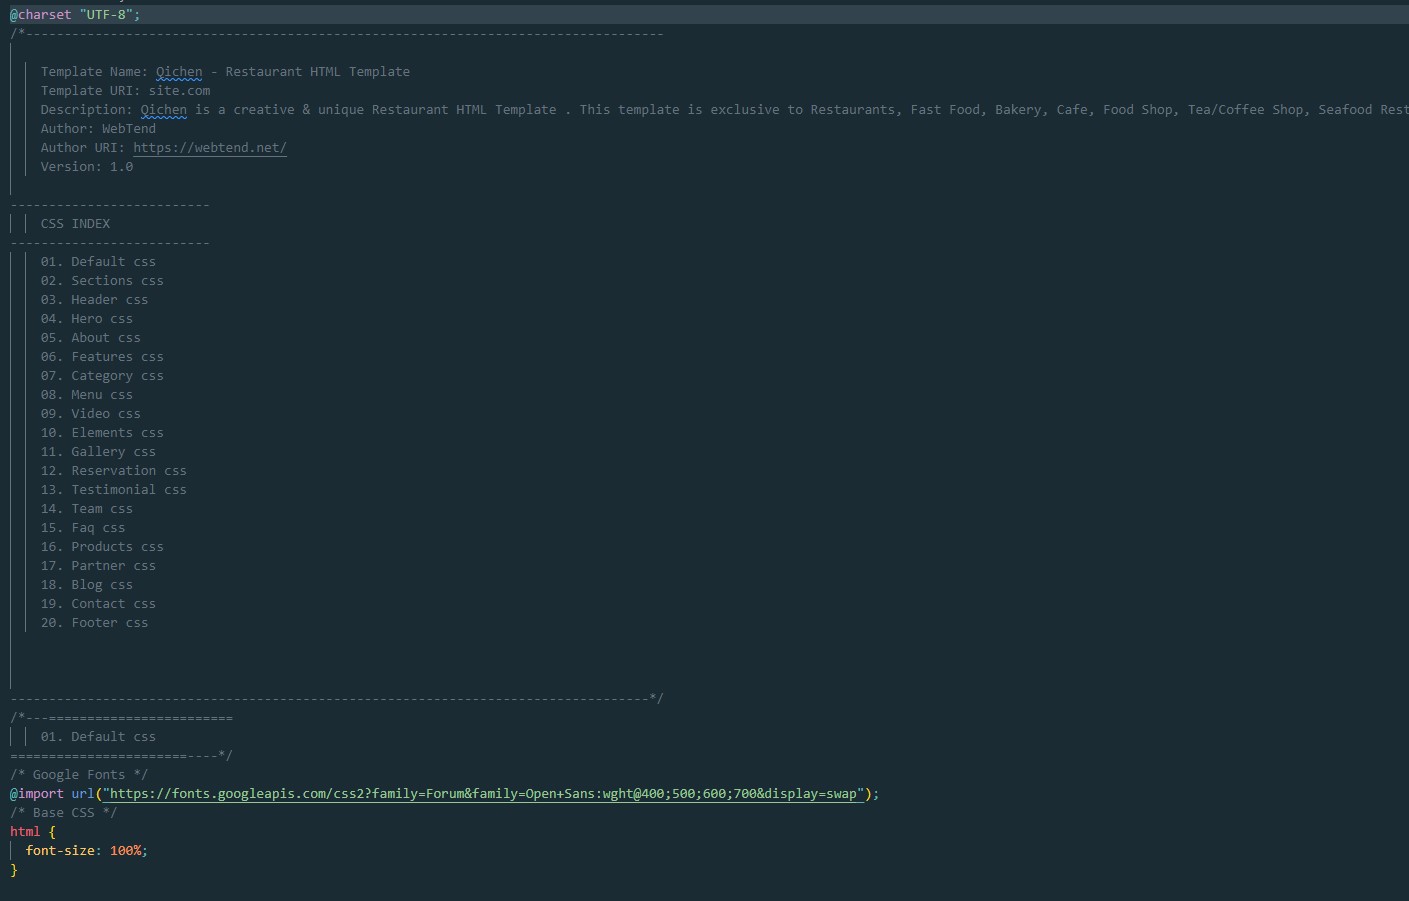 @charset "UTF-8";
/*-----------------------------------------------------------------------------------
Template Name: Qichen - Restaurant HTML Template
Template URI: site.com
Description: Qichen is a creative & unique Restaurant HTML Template . This template is exclusive to Restaurants, Fast Food, Bakery, Cafe, Food Shop, Tea/Coffee Shop, Seafood Rest
Author: WebTend
Author URI: https://webtend.net/
Version: 1.0
--------------------------
CSS INDEX
--------------------------
01. Default css
02. Sections css
03. Header css
04. Hero css
05. About css
06. Features css
07. Category css
08. Menu css
09. Video css
10. Elements css
11. Gallery css
12. Reservation css
13. Testimonial css
14. Team css
15. Faq css
16. Products css
17. Partner css
18. Blog css
19. Contact css
20. Footer css
-----------------------------------------------------------------------------------*/
/*---========================
01. Default css
=======================----*/
/* Google Fonts */
@import url("https://fonts.googleapis.com/css2?family=Forum&family=Open+Sans:wght@400;500;600;700&display=swap");
/* Base CSS */
html {
font-size: 100%;
}